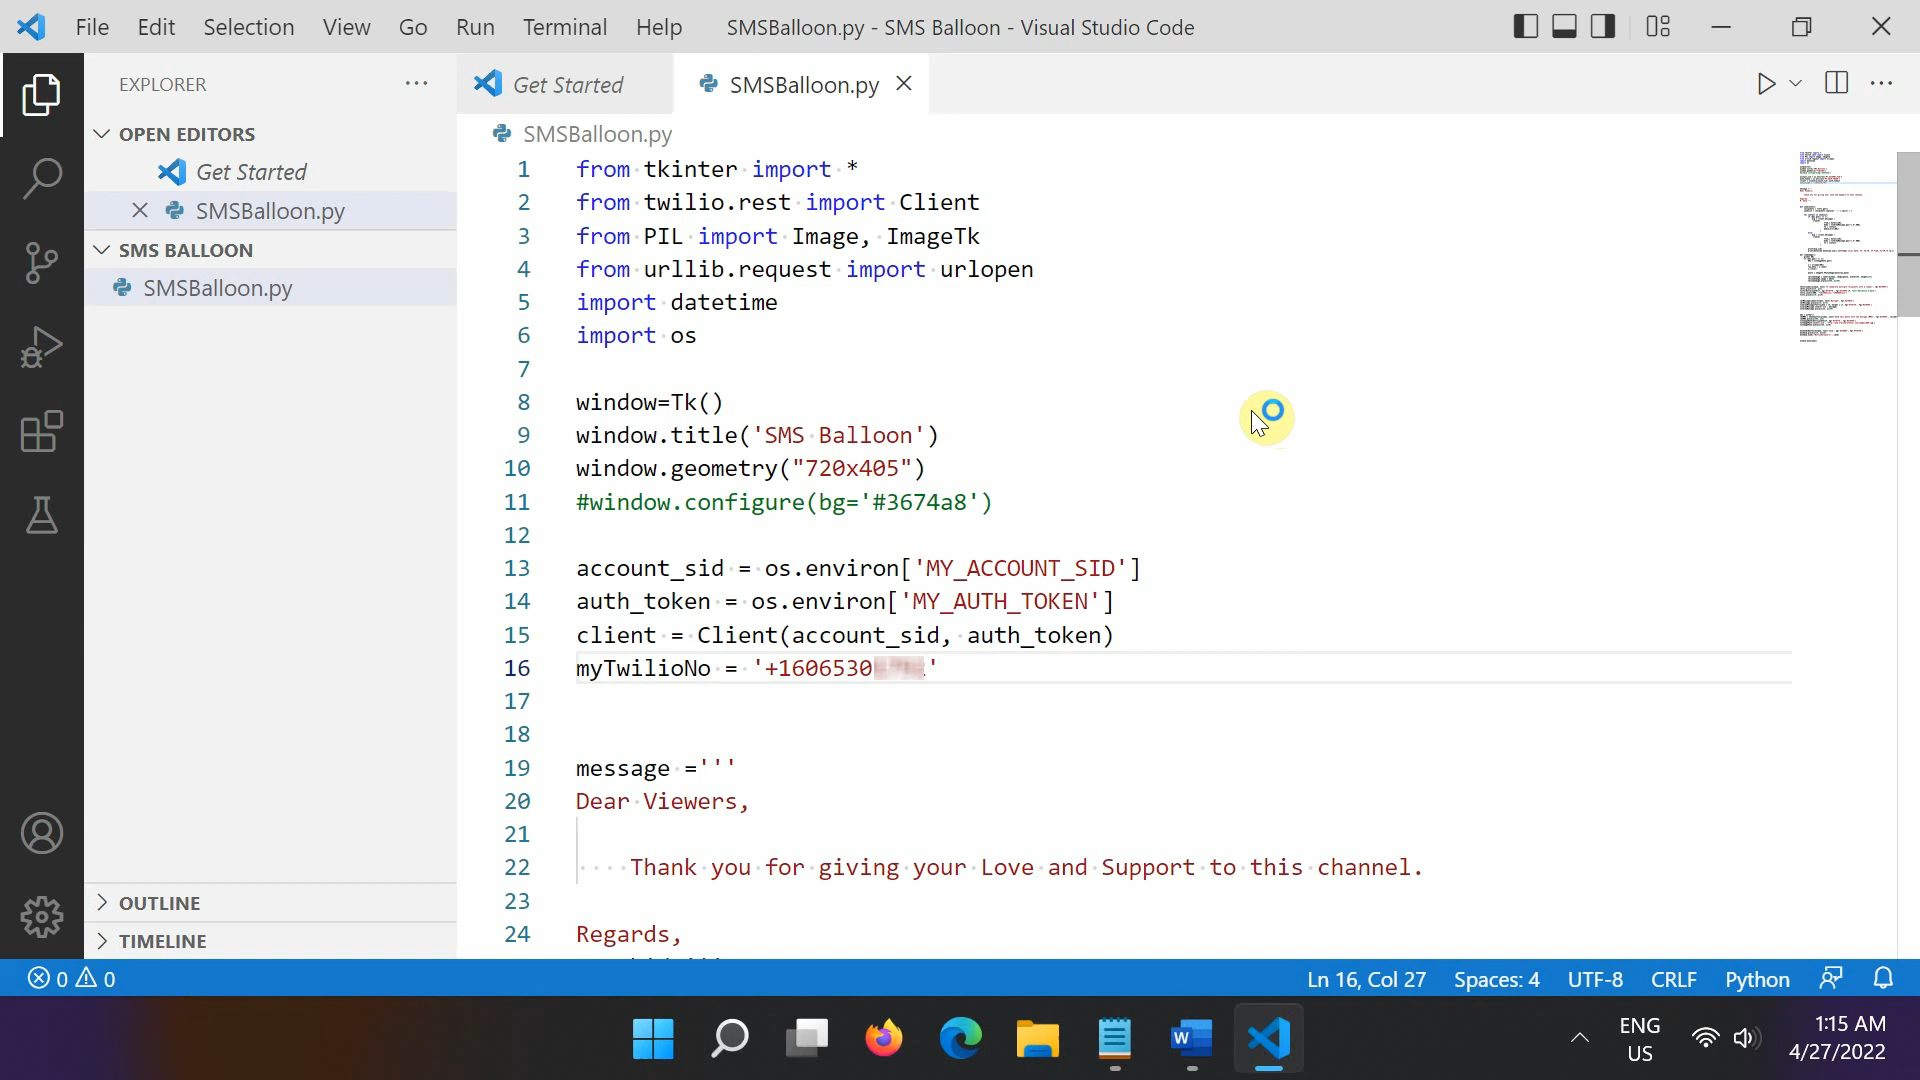 File Edit Selection View Go Run Terminal Help SMSBalloon.py - SMS Balloon - Visual Studio Code
EXPLORER
Get Started SMSBalloon.py
OPEN EDITORS
Get Started
SMSBalloon.py
SMS BALLOON
SMSBalloon.py
OUTLINE
TIMELINE
SMSBalloon.py
1 from tkinter import *
2 from twilio.rest import Client
3 from PIL import Image, ImageTk
4 from urllib.request import urlopen
5 import datetime
6 import os
7
8 window=Tk()
9 window.title('SMS Balloon')
10 window.geometry("720x405")
11 #window.configure(bg='#3674a8')
12
13 account_sid = os.environ['MY_ACCOUNT_SID']
14 auth_token = os.environ['MY_AUTH_TOKEN']
15 client = Client(account_sid, auth_token)
16 myTwilioNo = '+1606530
17
18
19 message ='''
20 Dear Viewers,
21
22 Thank you for giving your Love and Support to this channel.
23
24 Regards,
0 0 Ln 16, Col 27 Spaces: 4 UTF-8 CRLF Python
ENG
US
1:15 AM
4/27/2022